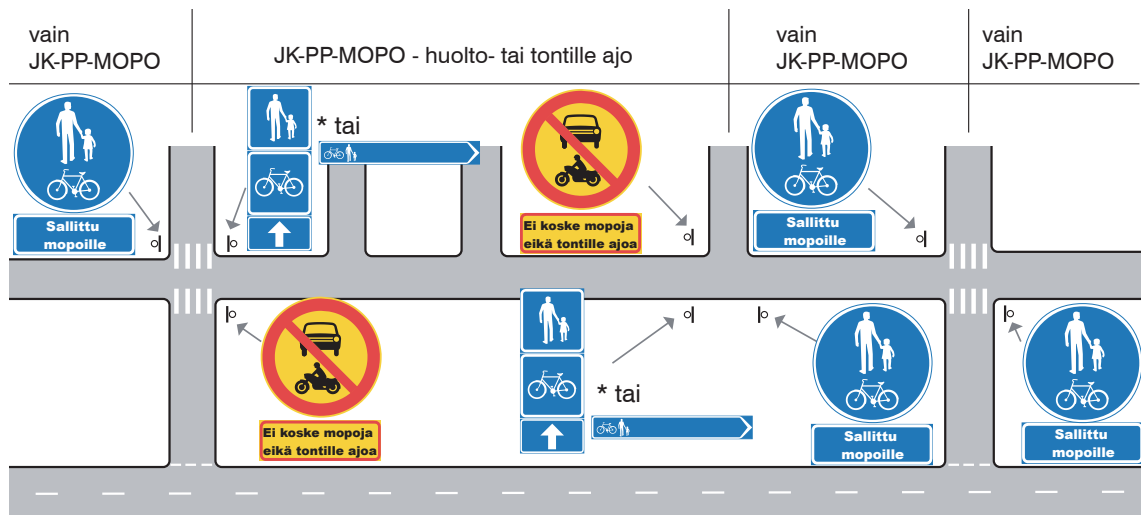 vain
JK-PP-MOPO
JK-PP-MOPO - huolto- tai tontille ajo
vain
JK-PP-MOPO
vain
JK-PP-MOPO
* tai
Sallittu
mopoille
Ei koske mopoja
eikä tontille ajoa
Sallittu
mopoille
* tai
Ei koske mopoja
eikä tontille ajoa
Sallittu
mopoille
Sallittu
mopoille